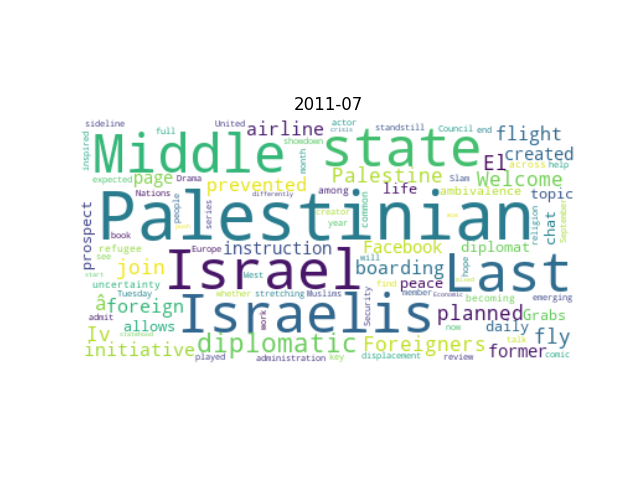 2011-07
sideline full United actor standstill Council end
inspired Middle airline crisis state flight
showdown month El created
expected page Drama prevented Palestine Slam Welcome across help
Nations people series differently among life ambivalence topic
prospect Palestinian creator year common chat religion September
book
refugee Europe instruction Facebook diplomat
see join West Israel will boarding Last hope
uncertainty whether stretching Muslims find peace
start Tuesday member Economic becoming emerging
â foreign Israelis Security planned Grabs
admit allows work now daily
Iv statehood diplomatic Foreigners talk fly
initiative played administration key displacement review former comic